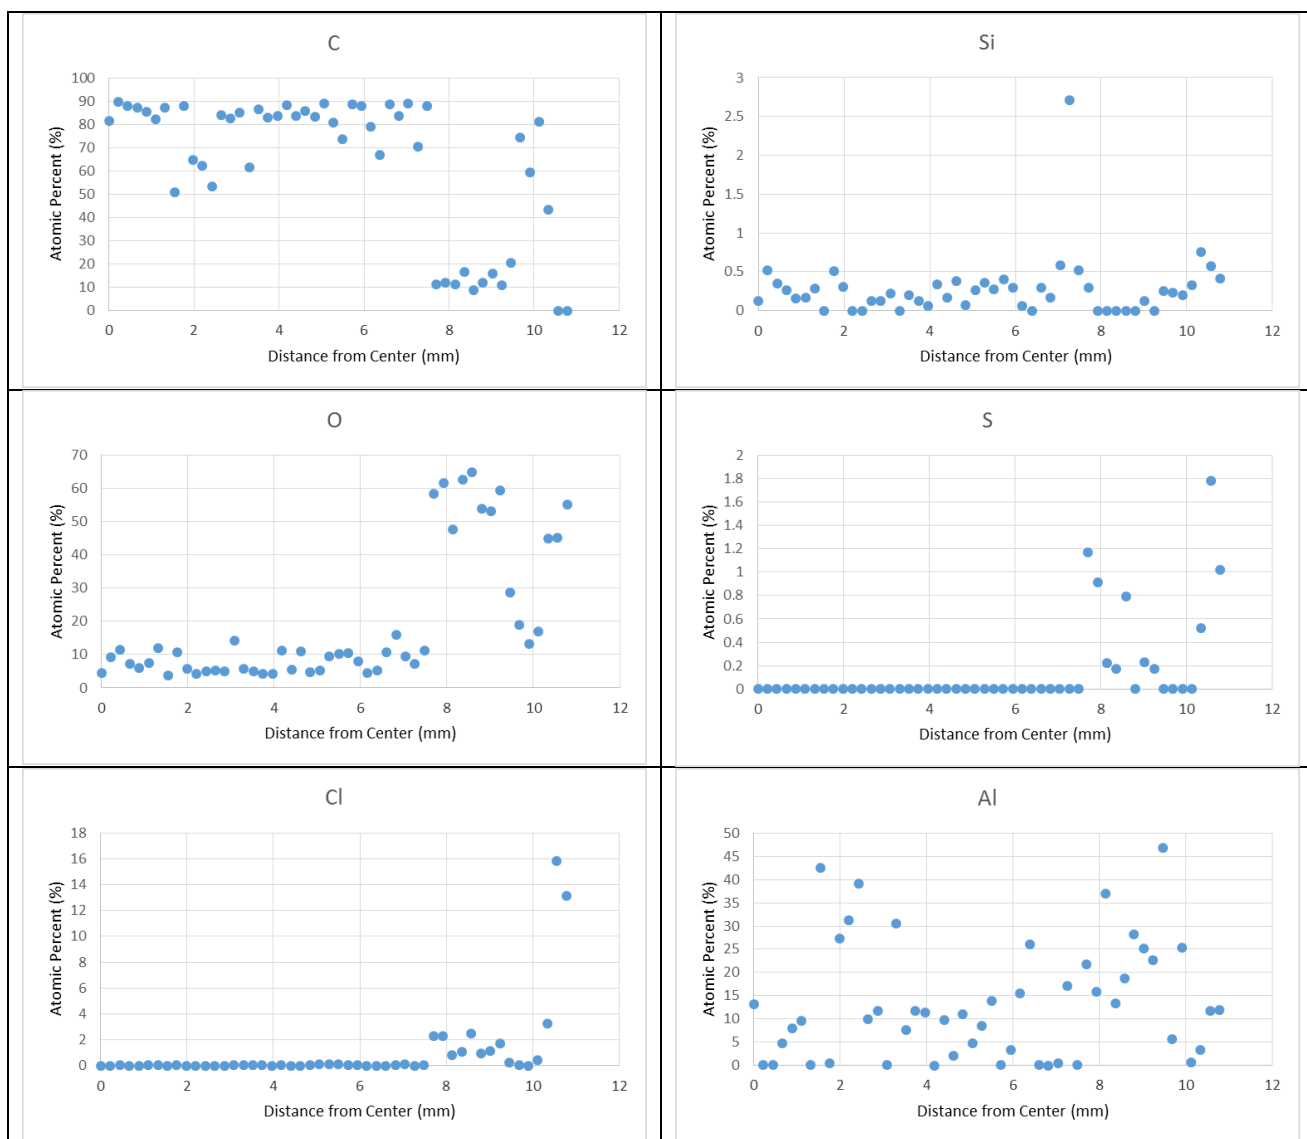 C
100
90
80
70
60
50
40
30
20
10
0
Atomic Percent (%)
0 2 4 6 8 10 12
Distance from Center (mm)
Si
3
2.5
2
1.5
1
0.5
0
Atomic Percent (%)
0 2 4 6 8 10 12
Distance from Center (mm)
O
70
60
50
40
30
20
10
0
Atomic Percent (%)
0 2 4 6 8 10 12
Distance from Center (mm)
S
2
1.8
1.6
1.4
1.2
1
0.8
0.6
0.4
0.2
0
Atomic Percent (%)
0 2 4 6 8 10 12
Distance from Center (mm)
Cl
18
16
14
12
10
8
6
4
2
0
Atomic Percent (%)
0 2 4 6 8 10 12
Distance from Center (mm)
Al
50
45
40
35
30
25
20
15
10
5
0
Atomic Percent (%)
0 2 4 6 8 10 12
Distance from Center (mm)